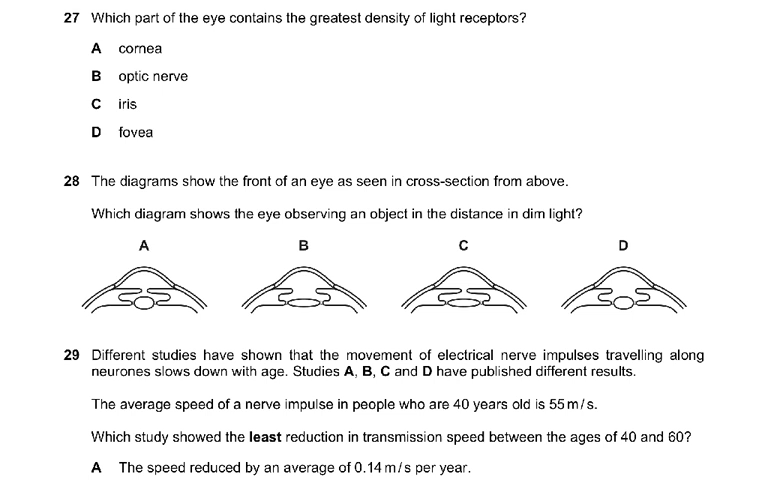 27 Which part of the eye contains the greatest density of light receptors?
A cornea
B optic nerve
C iris
D fovea
28 The diagrams show the front of an eye as seen in cross-section from above.
Which diagram shows the eye observing an object in the distance in dim light?
A B C D
29 Different studies have shown that the movement of electrical nerve impulses travelling along
neurones slows down with age. Studies A, B, C and D have published different results.
The average speed of a nerve impulse in people who are 40 years old is 55 m/s.
Which study showed the least reduction in transmission speed between the ages of 40 and 60?
A The speed reduced by an average of 0.14 m/s per year.